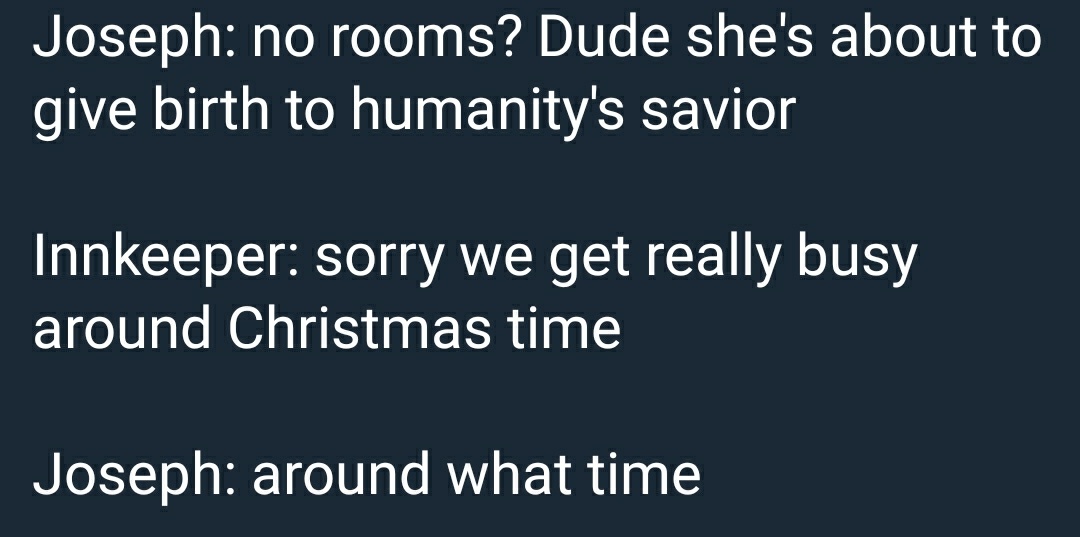 Joseph: no rooms? Dude she's about to
give birth to humanity's savior
Innkeeper: sorry we get really busy
around Christmas time
Joseph: around what time